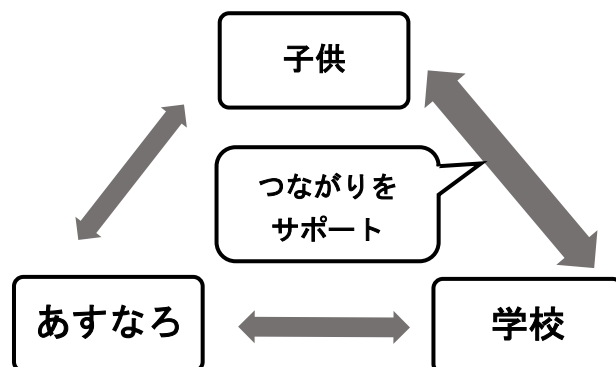 子供
つながりを
サポート
あすなろ
学校